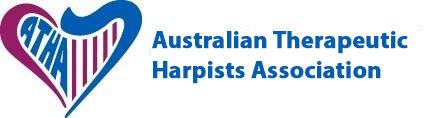 ATHA
Australian Therapeutic
Harpists Association